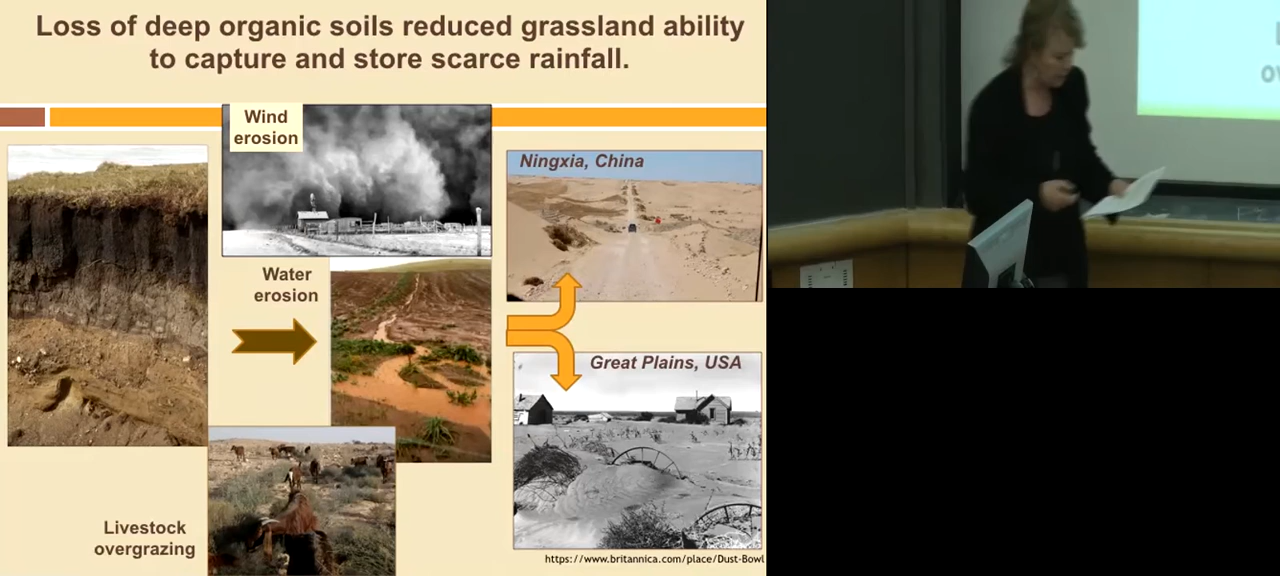 Loss of deep organic soils reduced grassland ability
to capture and store scarce rainfall.
Wind
erosion
Ningxia, China
Water
erosion
Great Plains, USA
Livestock
overgrazing
https://www.britannica.com/place/Dust-Bowl